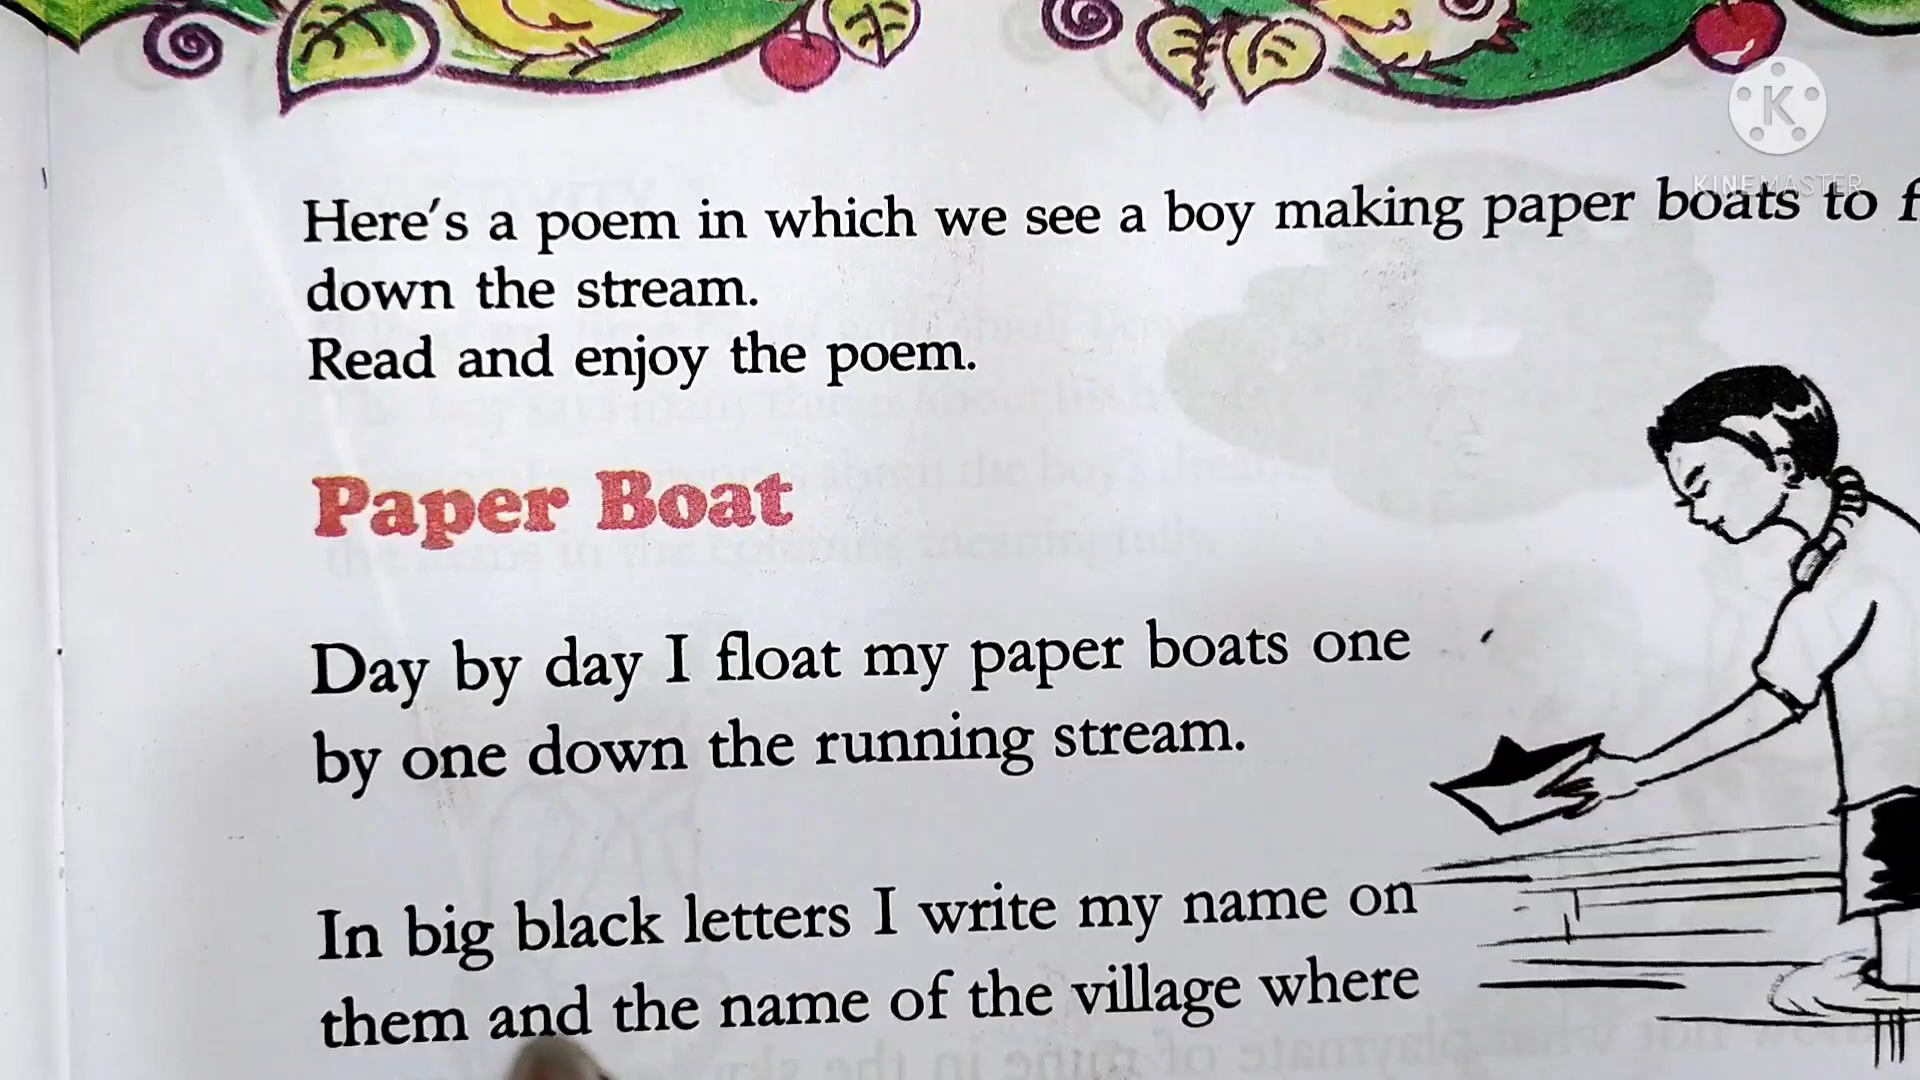 K
KINEMASTER
Here's a poem in which we see a boy making paper boats to f
down the stream.
Read and enjoy the poem.
Paper Boat
Day by day I float my paper boats one
by one down the running stream.
In big black letters I write my name on
them and the name of the village where